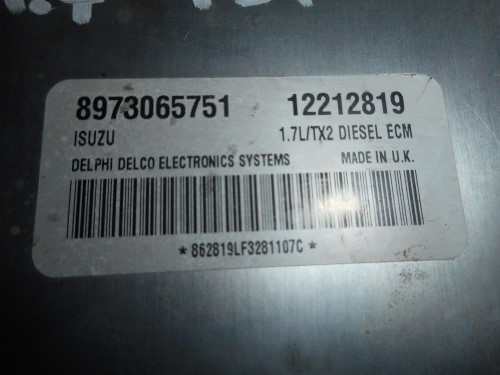 8973065751 12212819
ISUZU 1.7L/TX2 DIESEL ECM
DELPHI DELCO ELECTRONICS SYSTEMS MADE IN U.K.
*862819LF3281107C*